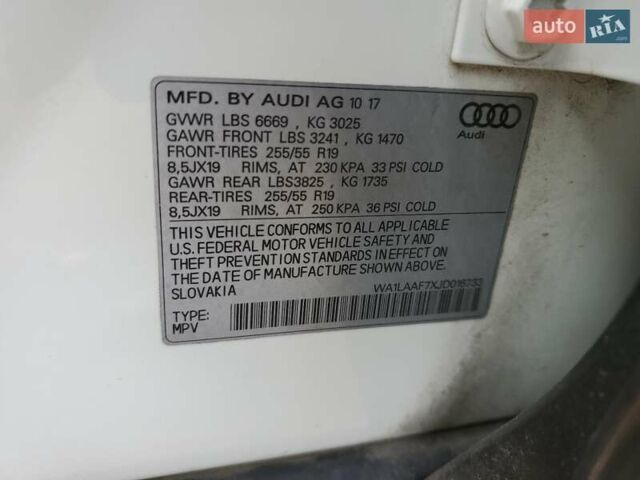 auto RIA.com
MFD. BY AUDI AG 10 17
GVWR LBS 6669 , KG 3025
GAWR FRONT LBS 3241 , KG 1470
FRONT-TIRES 255/55 R19
8,5JX19 RIMS, AT 230 KPA 33 PSI COLD
GAWR REAR LBS3825 , KG 1735
REAR-TIRES 255/55 R19
8,5JX19 RIMS, AT 250 KPA 36 PSI COLD
Audi
THIS VEHICLE CONFORMS TO ALL APPLICABLE
U.S. FEDERAL MOTOR VEHICLE SAFETY AND
THEFT PREVENTION STANDARDS IN EFFECT ON
THE DATE OF MANUFACTURE SHOWN ABOVE.
SLOVAKIA
WA1LAAF7XJD016733
TYPE:
MPV